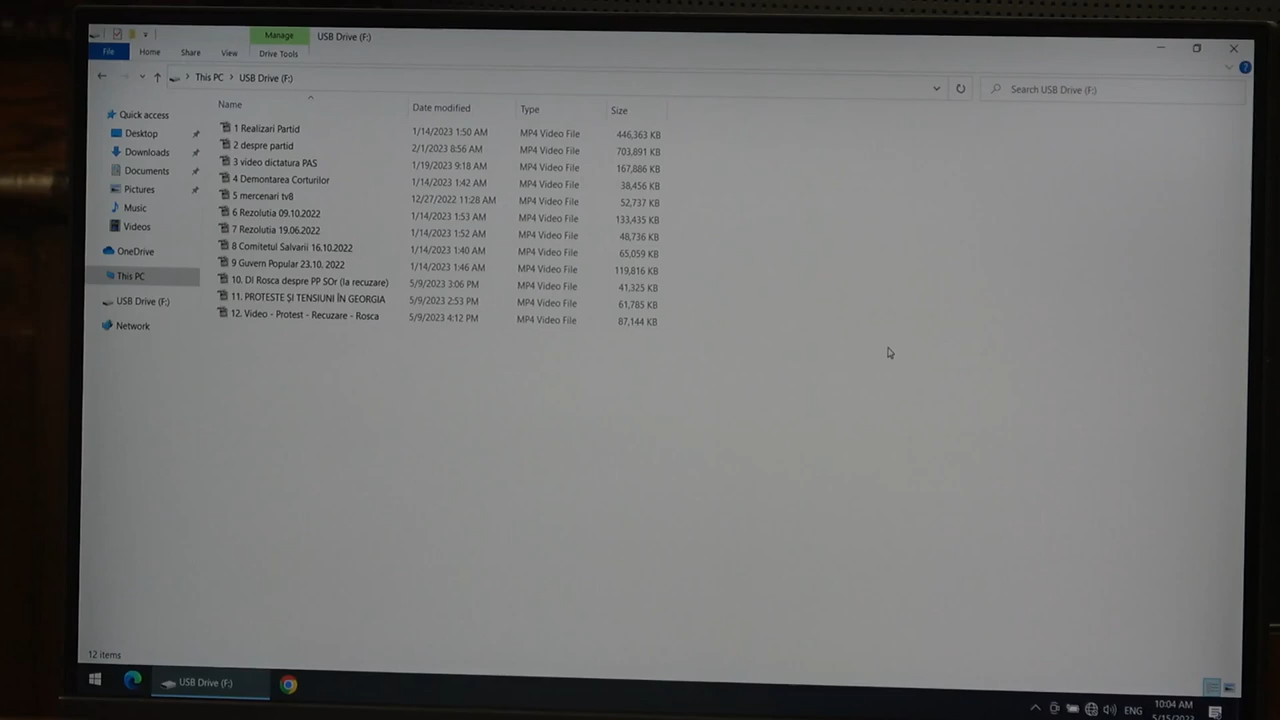 Manage
USB Drive (F:)
File
Home
Share
View
Drive Tools
This PC
USB Drive (F:)
Search USB Drive (F:)
Name
Date modified
Type
Size
Quick access
Desktop
Downloads
Documents
Pictures
Music
Videos
OneDrive
This PC
USB Drive (F:)
Network
1 Realizari Partid 1/14/2023 1:50 AM MP4 Video File 446,363 KB
2 despre partid 2/1/2023 8:56 AM MP4 Video File 703,891 KB
3 video dictatura PAS 1/19/2023 9:18 AM MP4 Video File 167,886 KB
4 Demontarea Corturilor 1/14/2023 1:42 AM MP4 Video File 38,456 KB
5 mercenari tv8 12/27/2022 11:28 AM MP4 Video File 52,737 KB
6 Rezolutia 09.10.2022 1/14/2023 1:53 AM MP4 Video File 133,435 KB
7 Rezolutia 19.06.2022 1/14/2023 1:52 AM MP4 Video File 48,736 KB
8 Comitetul Salvarii 16.10.2022 1/14/2023 1:40 AM MP4 Video File 65,059 KB
9 Guvern Popular 23.10. 2022 1/14/2023 1:46 AM MP4 Video File 119,816 KB
10. Dl Rosca despre PP SOr (la recuzare) 5/9/2023 3:06 PM MP4 Video File 41,325 KB
11. PROTESTE ȘI TENSIUNI ÎN GEORGIA 5/9/2023 2:53 PM MP4 Video File 61,785 KB
12. Video - Protest - Recuzare - Rosca 5/9/2023 4:12 PM MP4 Video File 87,144 KB
12 items
USB Drive (F:)
ENG
10:04 AM